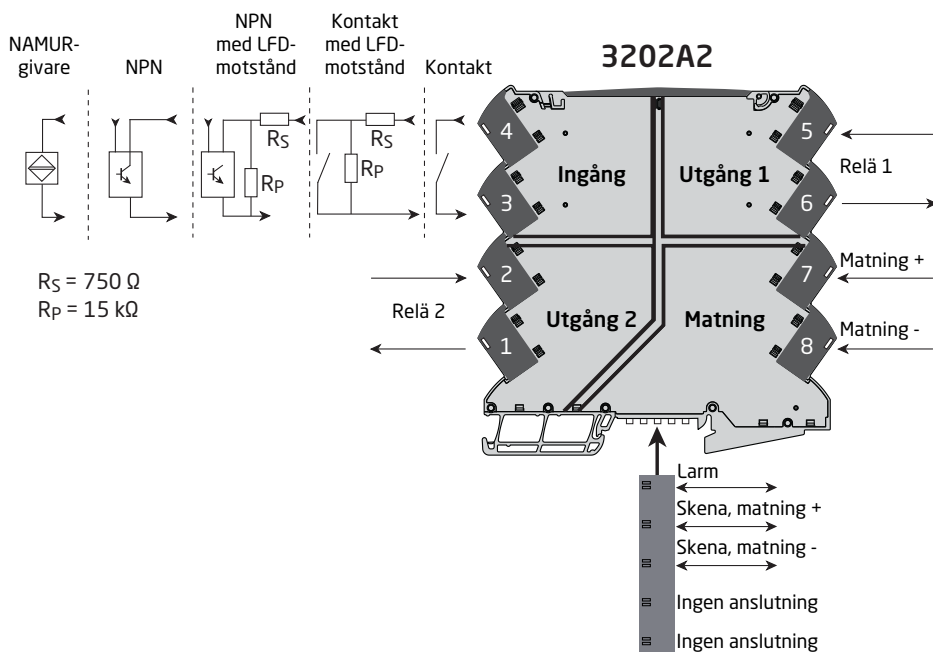 NAMUR-
givare
NPN
NPN
med LFD-
motstånd
Kontakt
med LFD-
motstånd
Kontakt
3202A2
RS
RP
RS
RP
4
3
2
1
5
6
7
8
Ingång
Utgång 1
Utgång 2
Matning
Relä 1
Matning +
Matning -
Relä 2
RS = 750 Ω
RP = 15 kΩ
Larm
Skena, matning +
Skena, matning -
Ingen anslutning
Ingen anslutning